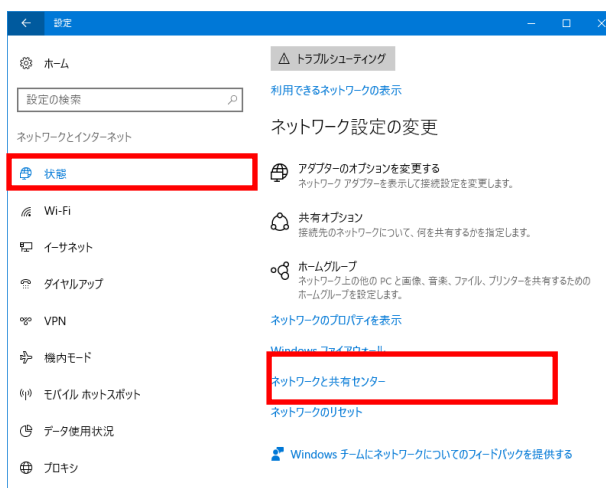 設定
ホーム
設定の検索
ネットワークとインターネット
状態
Wi-Fi
イーサネット
ダイヤルアップ
VPN
機内モード
モバイル ホットスポット
データ使用状況
プロキシ
トラブルシューティング
利用できるネットワークの表示
ネットワーク設定の変更
アダプターのオプションを変更する
ネットワーク アダプターを表示して接続設定を変更します。
共有オプション
接続先のネットワークについて、何を共有するかを指定します。
ホームグループ
ネットワーク上の他の PC と画像、音楽、ファイル、プリンターを共有するための
ホームグループを設定します。
ネットワークのプロパティを表示
Windows ファイアウォール
ネットワークと共有センター
ネットワークのリセット
Windows チームにネットワークについてのフィードバックを提供する